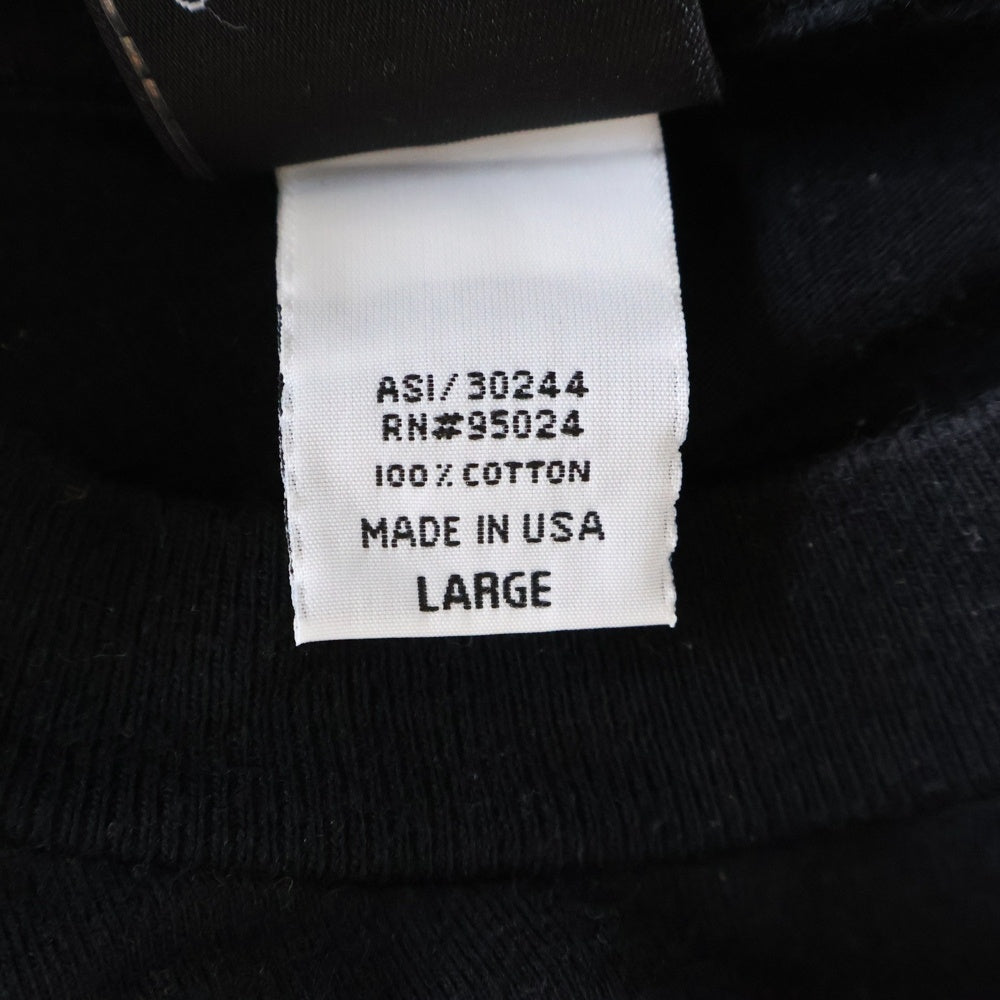 ASI/30244
RN#95024
100% COTTON
MADE IN USA
LARGE